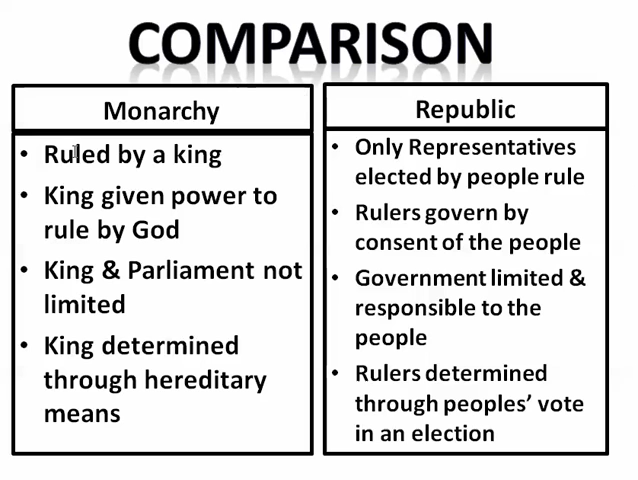 COMPARISON
Monarchy
• Ruled by a king
• King given power to
rule by God
• King & Parliament not
limited
• King determined
through hereditary
means
Republic
• Only Representatives
elected by people rule
• Rulers govern by
consent of the people
• Government limited &
responsible to the
people
• Rulers determined
through peoples’ vote
in an election